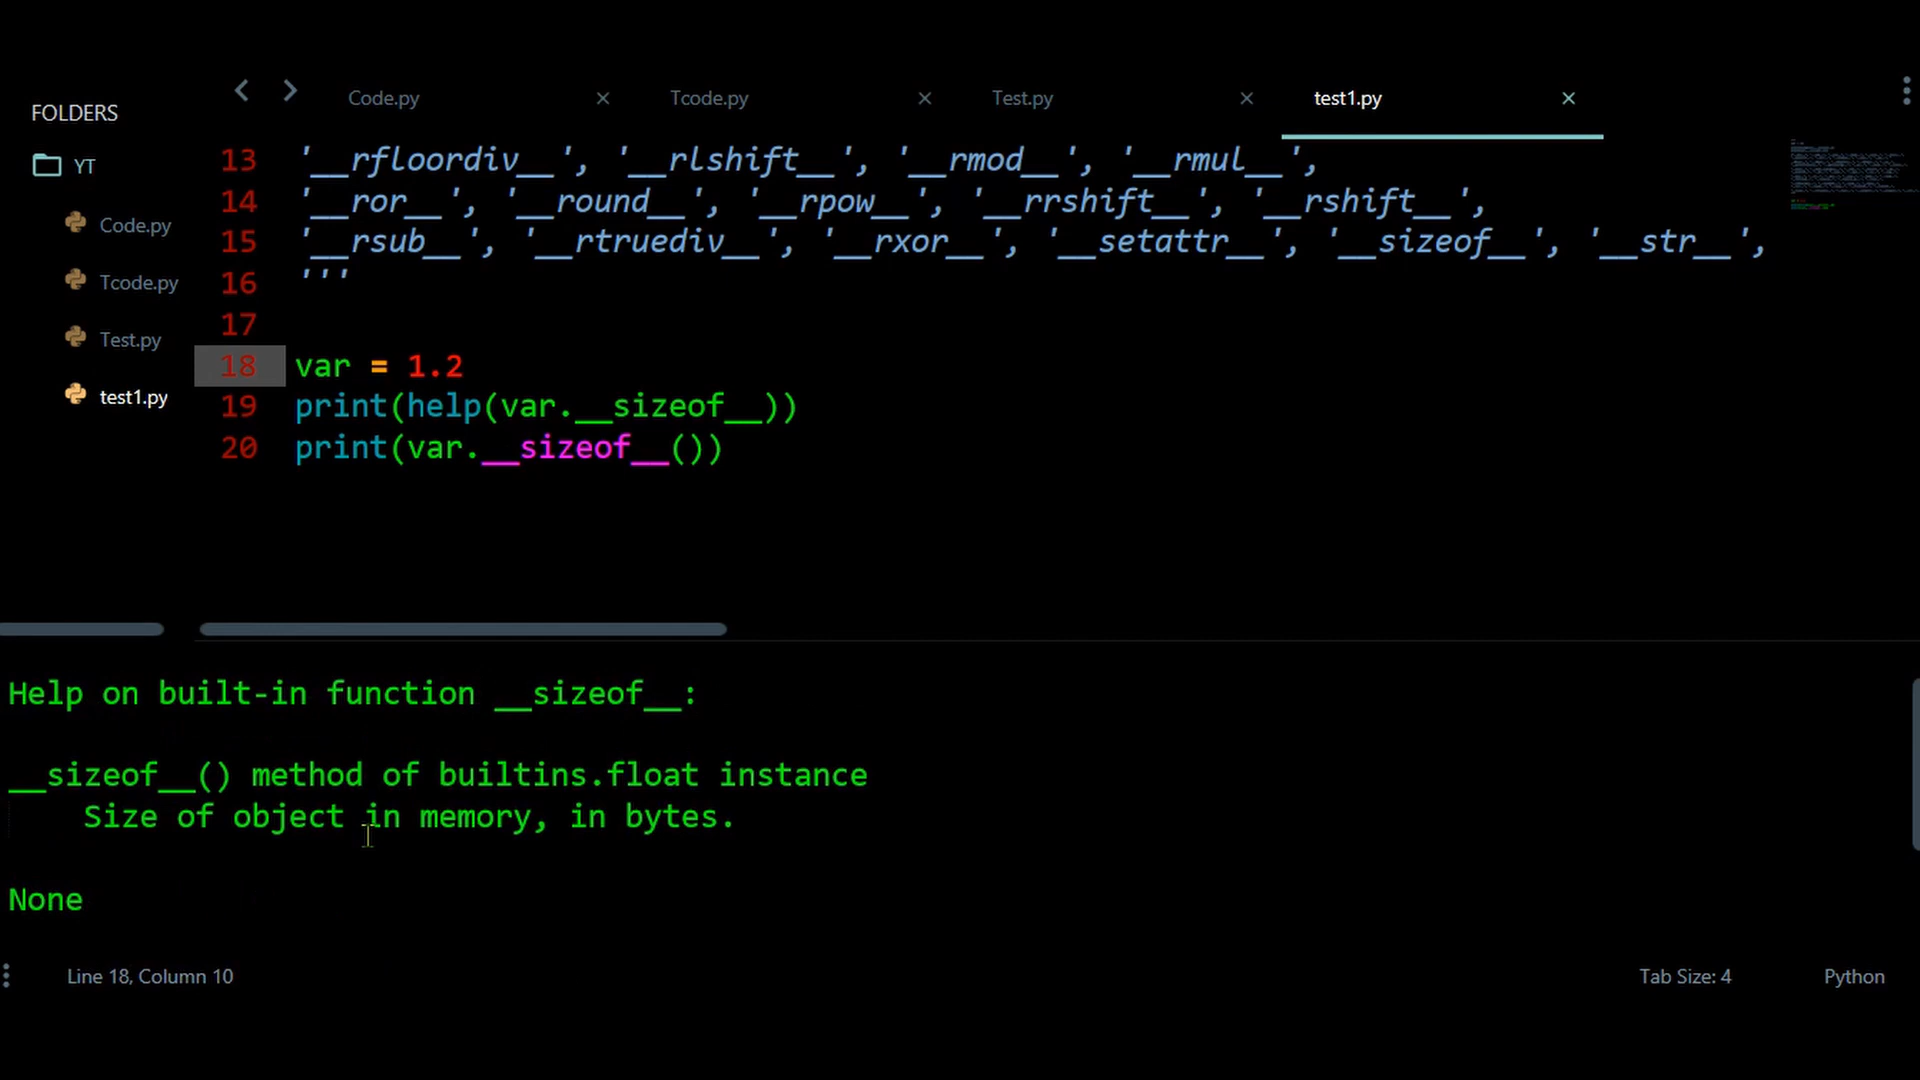 FOLDERS
YT
Code.py
Tcode.py
Test.py
test1.py
Code.py × Tcode.py × Test.py × test1.py ×
13 '__rfloordiv__', '__rlshift__', '__rmod__', '__rmul__',
14 '__ror__', '__round__', '__rpow__', '__rrshift__', '__rshift__',
15 '__rsub__', '__rtruediv__', '__rxor__', '__setattr__', '__sizeof__', '__str__',
16 '''
17
18 var = 1.2
19 print(help(var.__sizeof__))
20 print(var.__sizeof__())
Help on built-in function __sizeof__:
__sizeof__() method of builtins.float instance
Size of object in memory, in bytes.
None
Line 18, Column 10 Tab Size: 4 Python